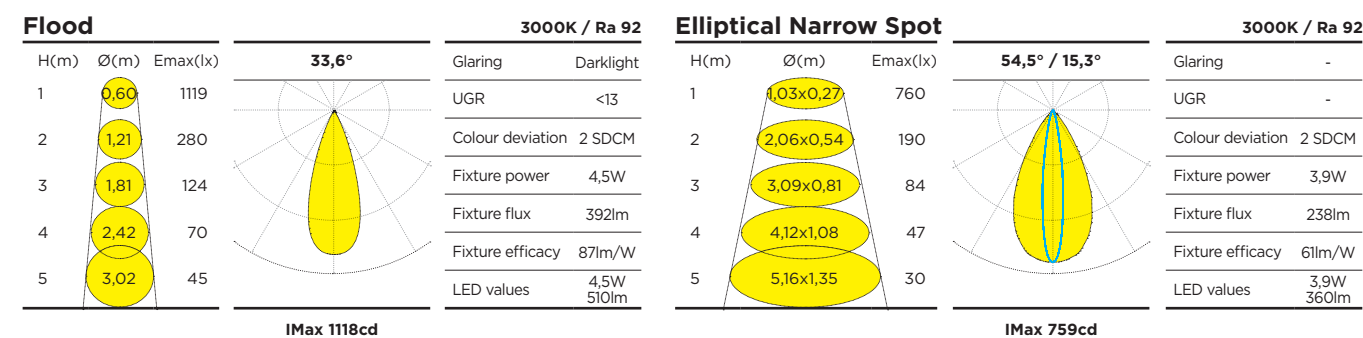 Flood
3000K / Ra 92
H(m) Ø(m) Emax(lx)
1 0,60 1119
2 1,21 280
3 1,81 124
4 2,42 70
5 3,02 45
33,6°
IMax 1118cd
Glaring Darklight
UGR <13
Colour deviation 2 SDCM
Fixture power 4,5W
Fixture flux 392lm
Fixture efficacy 87lm/W
LED values 4,5W
510lm
Elliptical Narrow Spot
3000K / Ra 92
H(m) Ø(m) Emax(lx)
1 1,03x0,27 760
2 2,06x0,54 190
3 3,09x0,81 84
4 4,12x1,08 47
5 5,16x1,35 30
54,5° / 15,3°
IMax 759cd
Glaring -
UGR -
Colour deviation 2 SDCM
Fixture power 3,9W
Fixture flux 238lm
Fixture efficacy 61lm/W
LED values 3,9W
360lm